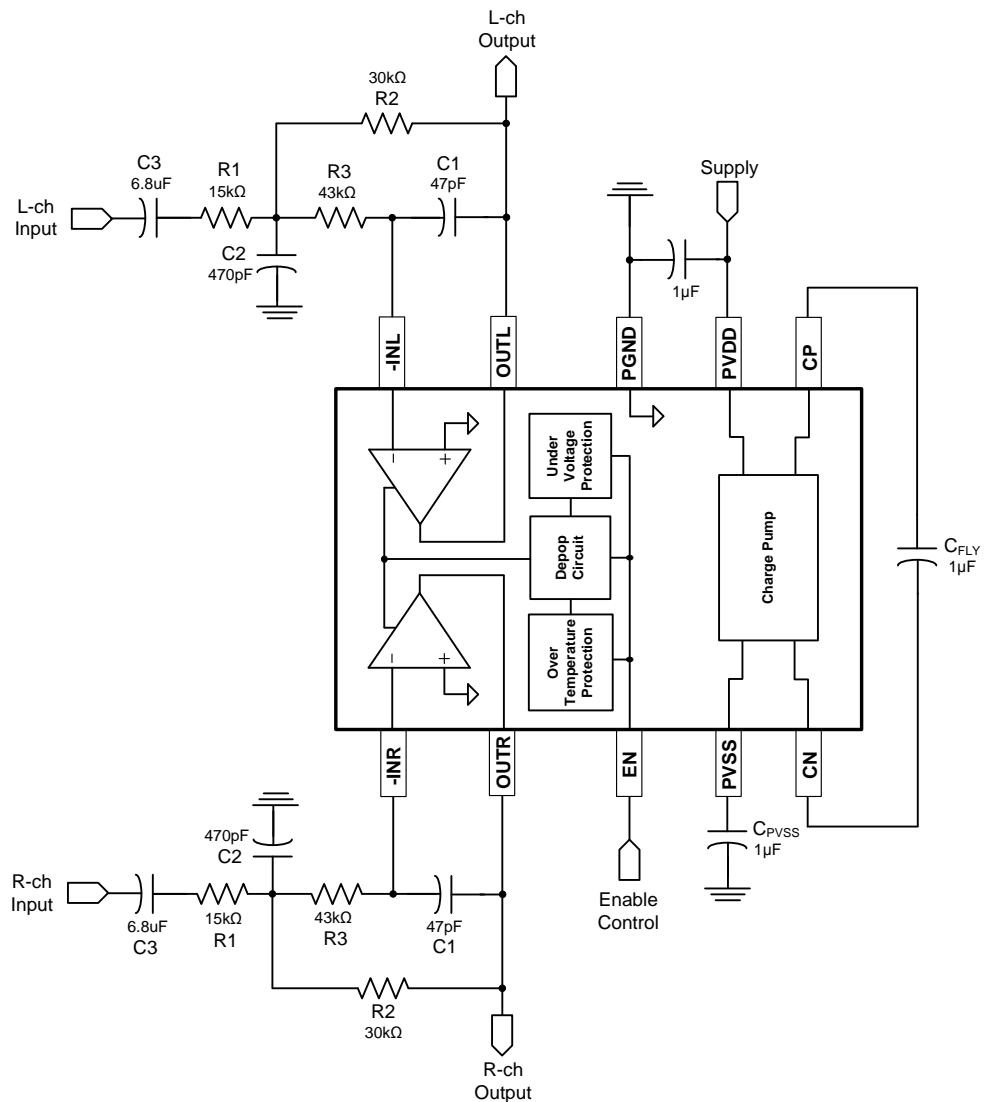 L-ch
Output
30kΩ
R2
C3
6.8uF
R1
15kΩ
R3
43kΩ
C1
47pF
L-ch
Input
C2
470pF
Supply
1µF
-INL
OUTL
PGND
PVDD
CP
Under
Voltage
Protection
Depop
Circuit
Over
Temperature
Protection
Charge Pump
− +
− +
CFLY
1µF
-INR
OUTR
EN
PVSS
CN
470pF
C2
CPVSS
1µF
R-ch
Input
6.8uF
C3
15kΩ
R1
43kΩ
R3
47pF
C1
Enable
Control
R2
30kΩ
R-ch
Output